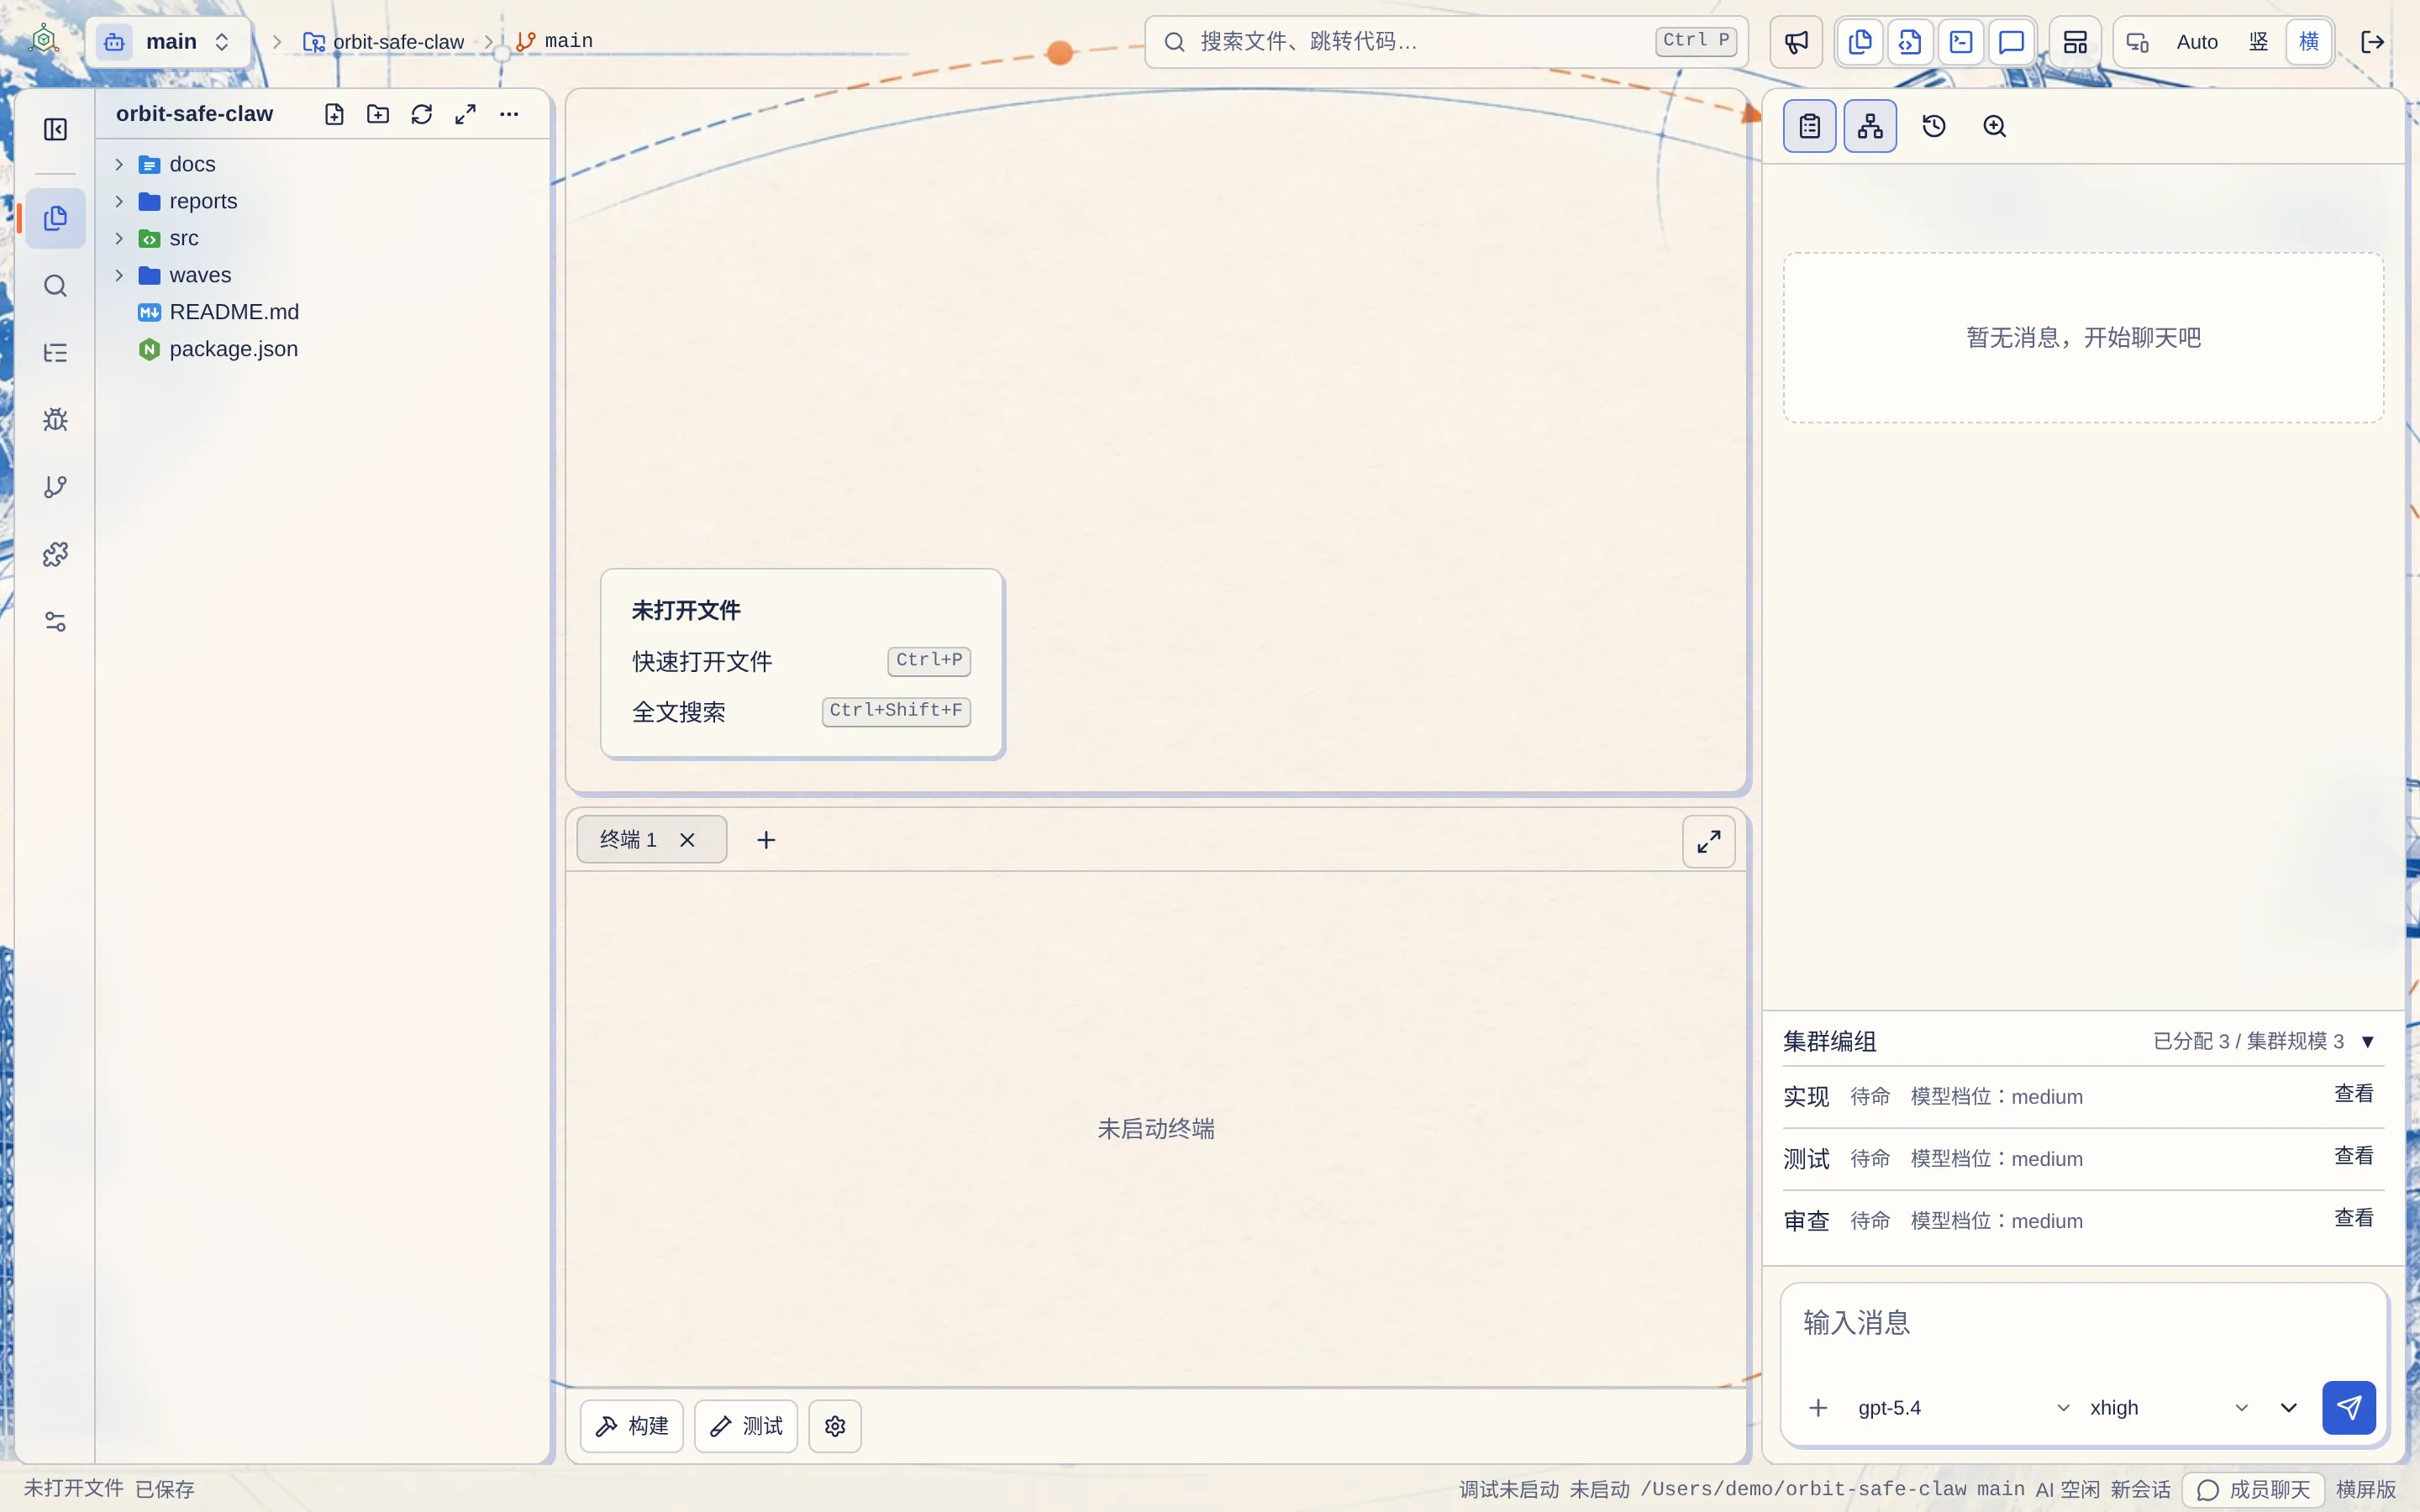 main
orbit-safe-claw
main
搜索文件、跳转代码...
Ctrl P
Auto
竖
横
orbit-safe-claw
docs
reports
src
waves
README.md
package.json
未打开文件
快速打开文件 Ctrl+P
全文搜索 Ctrl+Shift+F
终端 1
未启动终端
构建
测试
暂无消息，开始聊天吧
集群编组 已分配 3 / 集群规模 3 ▼
实现 待命 模型档位：medium 查看
测试 待命 模型档位：medium 查看
审查 待命 模型档位：medium 查看
输入消息
gpt-5.4 xhigh
未打开文件 已保存
调试未启动 未启动 /Users/demo/orbit-safe-claw main AI 空闲 新会话 成员聊天 横屏版